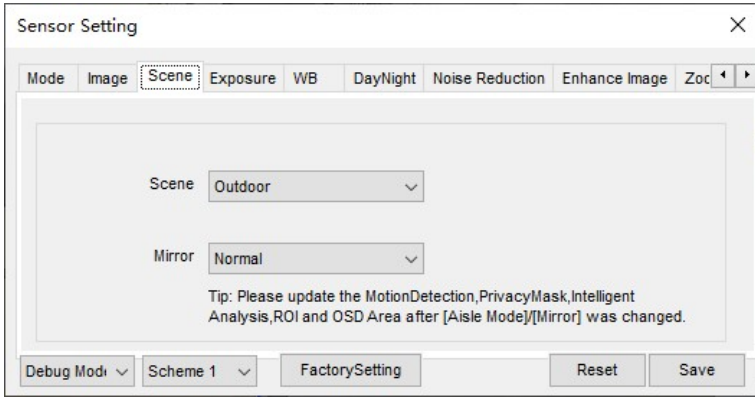 Sensor Setting
Mode Image Scene Exposure WB DayNight Noise Reduction Enhance Image
Scene Outdoor
Mirror Normal
Tip: Please update the MotionDetection,PrivacyMask,Intelligent
Analysis,ROI and OSD Area after [Aisle Mode]/[Mirror] was changed.
Debug Scheme 1 FactorySetting Reset Save